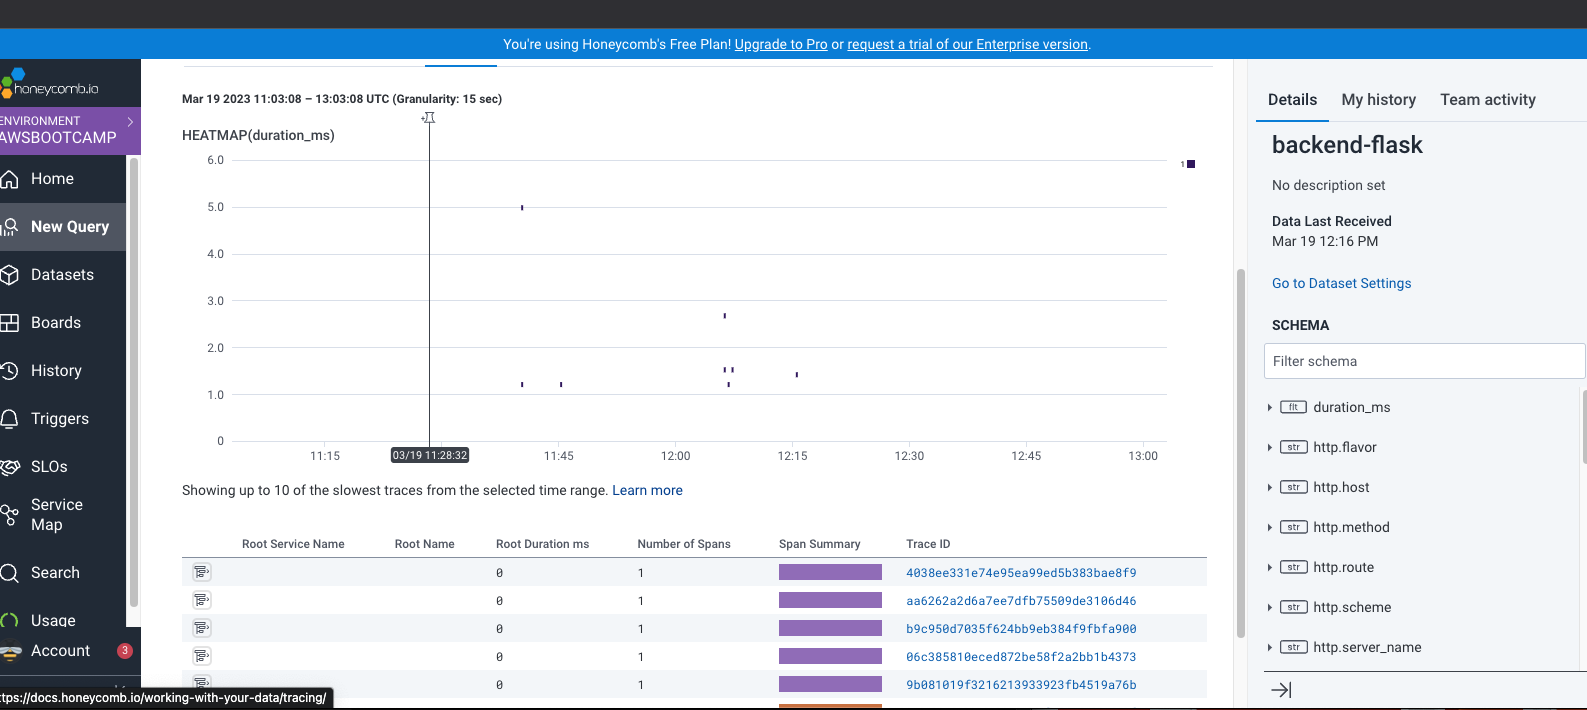 You're using Honeycomb's Free Plan! Upgrade to Pro or request a trial of our Enterprise version.
honeycomb.io
ENVIRONMENT
AWSBOOTCAMP
Home
New Query
Datasets
Boards
History
Triggers
SLOs
Service
Map
Search
Usage
Account 3
ttps://docs.honeycomb.io/working-with-your-data/tracing/
Mar 19 2023 11:03:08 – 13:03:08 UTC (Granularity: 15 sec)
HEATMAP(duration_ms)
6.0
5.0
4.0
3.0
2.0
1.0
0
1
11:15 03/19 11:28:32 11:45 12:00 12:15 12:30 12:45 13:00
Showing up to 10 of the slowest traces from the selected time range. Learn more
Root Service Name Root Name Root Duration ms Number of Spans Span Summary Trace ID
0 1 4038ee331e74e95ea99ed5b383bae8f9
0 1 aa6262a2d6a7ee7dfb75509de3106d46
0 1 b9c950d7035f624bb9eb384f9fbfa900
0 1 06c385810eced872be58f2a2bb1b4373
0 1 9b081019f3216213933923fb4519a76b
Details My history Team activity
backend-flask
No description set
Data Last Received
Mar 19 12:16 PM
Go to Dataset Settings
SCHEMA
Filter schema
flt duration_ms
str http.flavor
str http.host
str http.method
str http.route
str http.scheme
str http.server_name